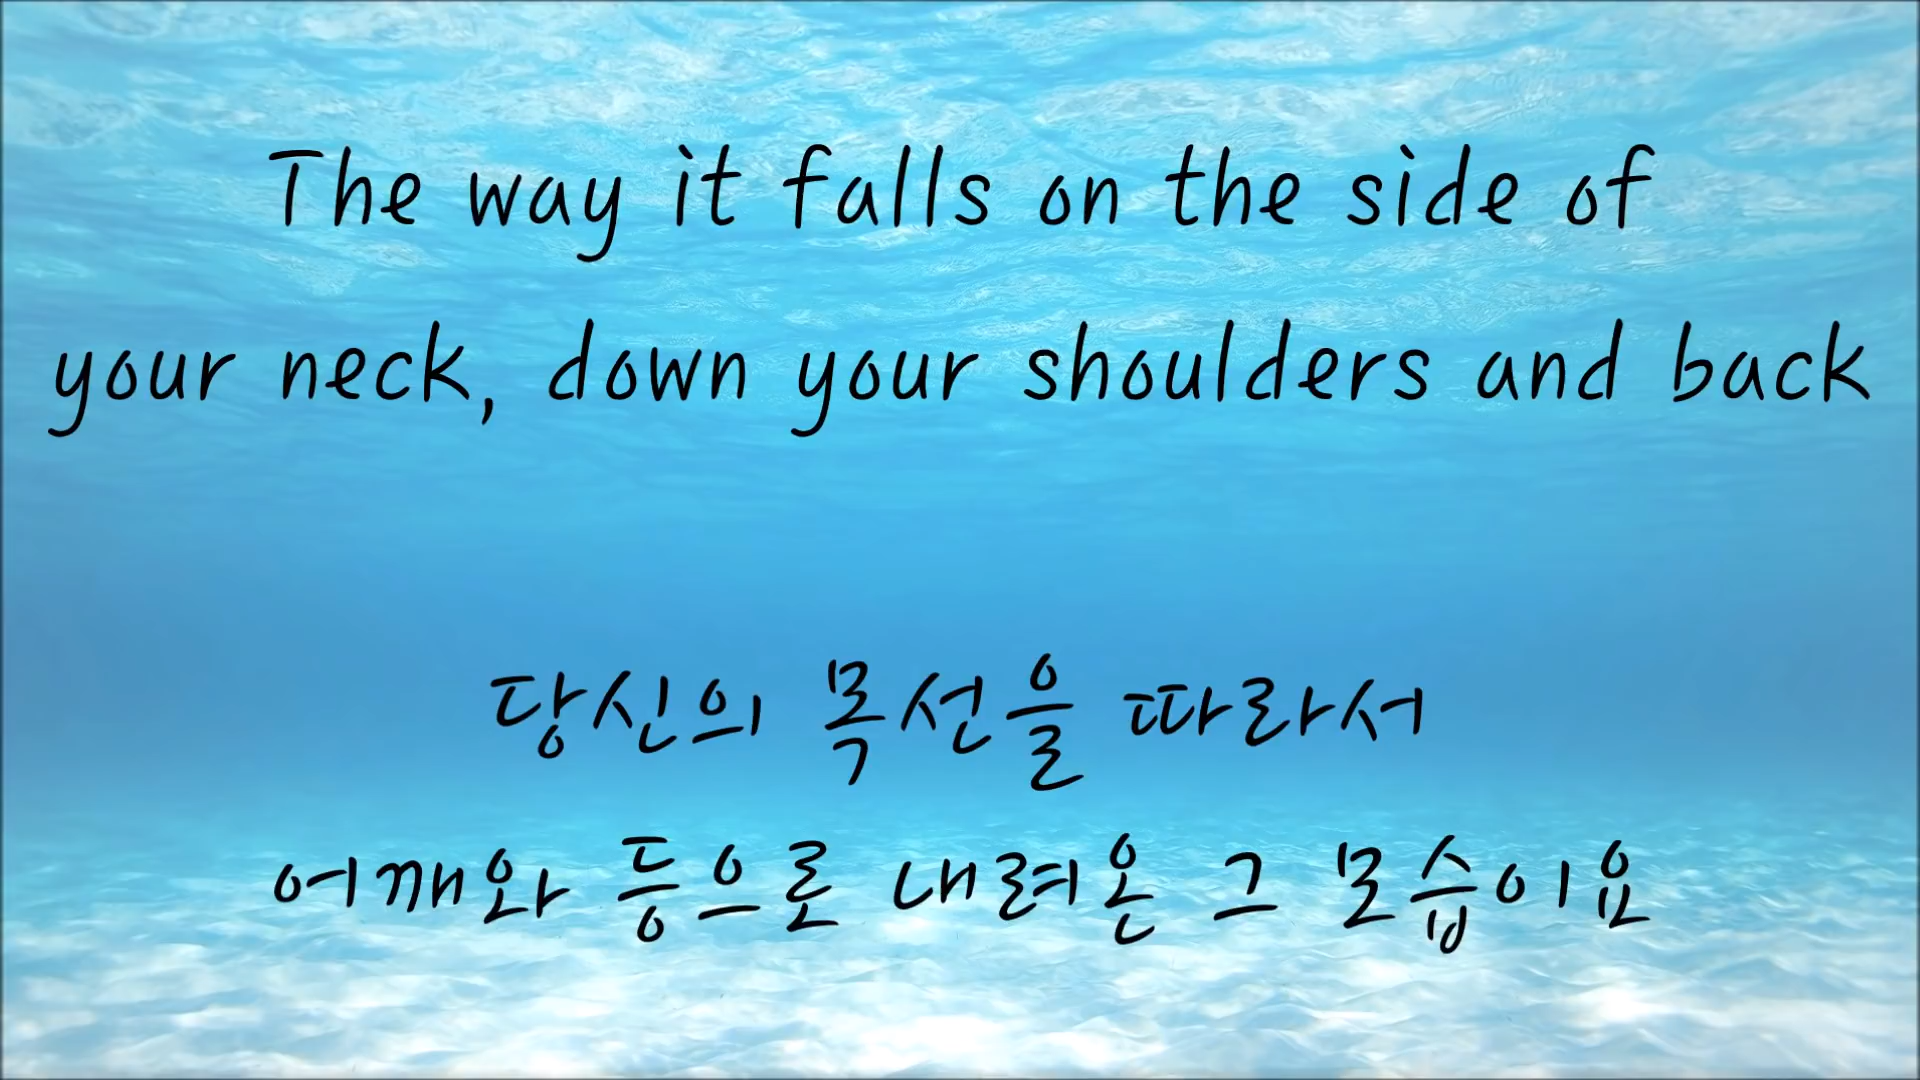 The way it falls on the side of
your neck, down your shoulders and back
당신의 목선을 따라서
어깨와 등으로 내려온 그 모습이요